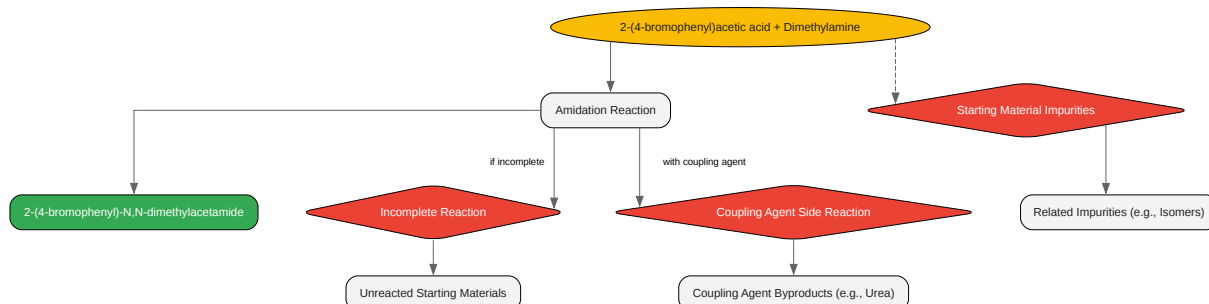 2-(4-bromophenyl)acetic acid + Dimethylamine
Amidation Reaction
Starting Material Impurities
if incomplete
with coupling agent
2-(4-bromophenyl)-N,N-dimethylacetamide
Incomplete Reaction
Coupling Agent Side Reaction
Related Impurities (e.g., Isomers)
Unreacted Starting Materials
Coupling Agent Byproducts (e.g., Urea)